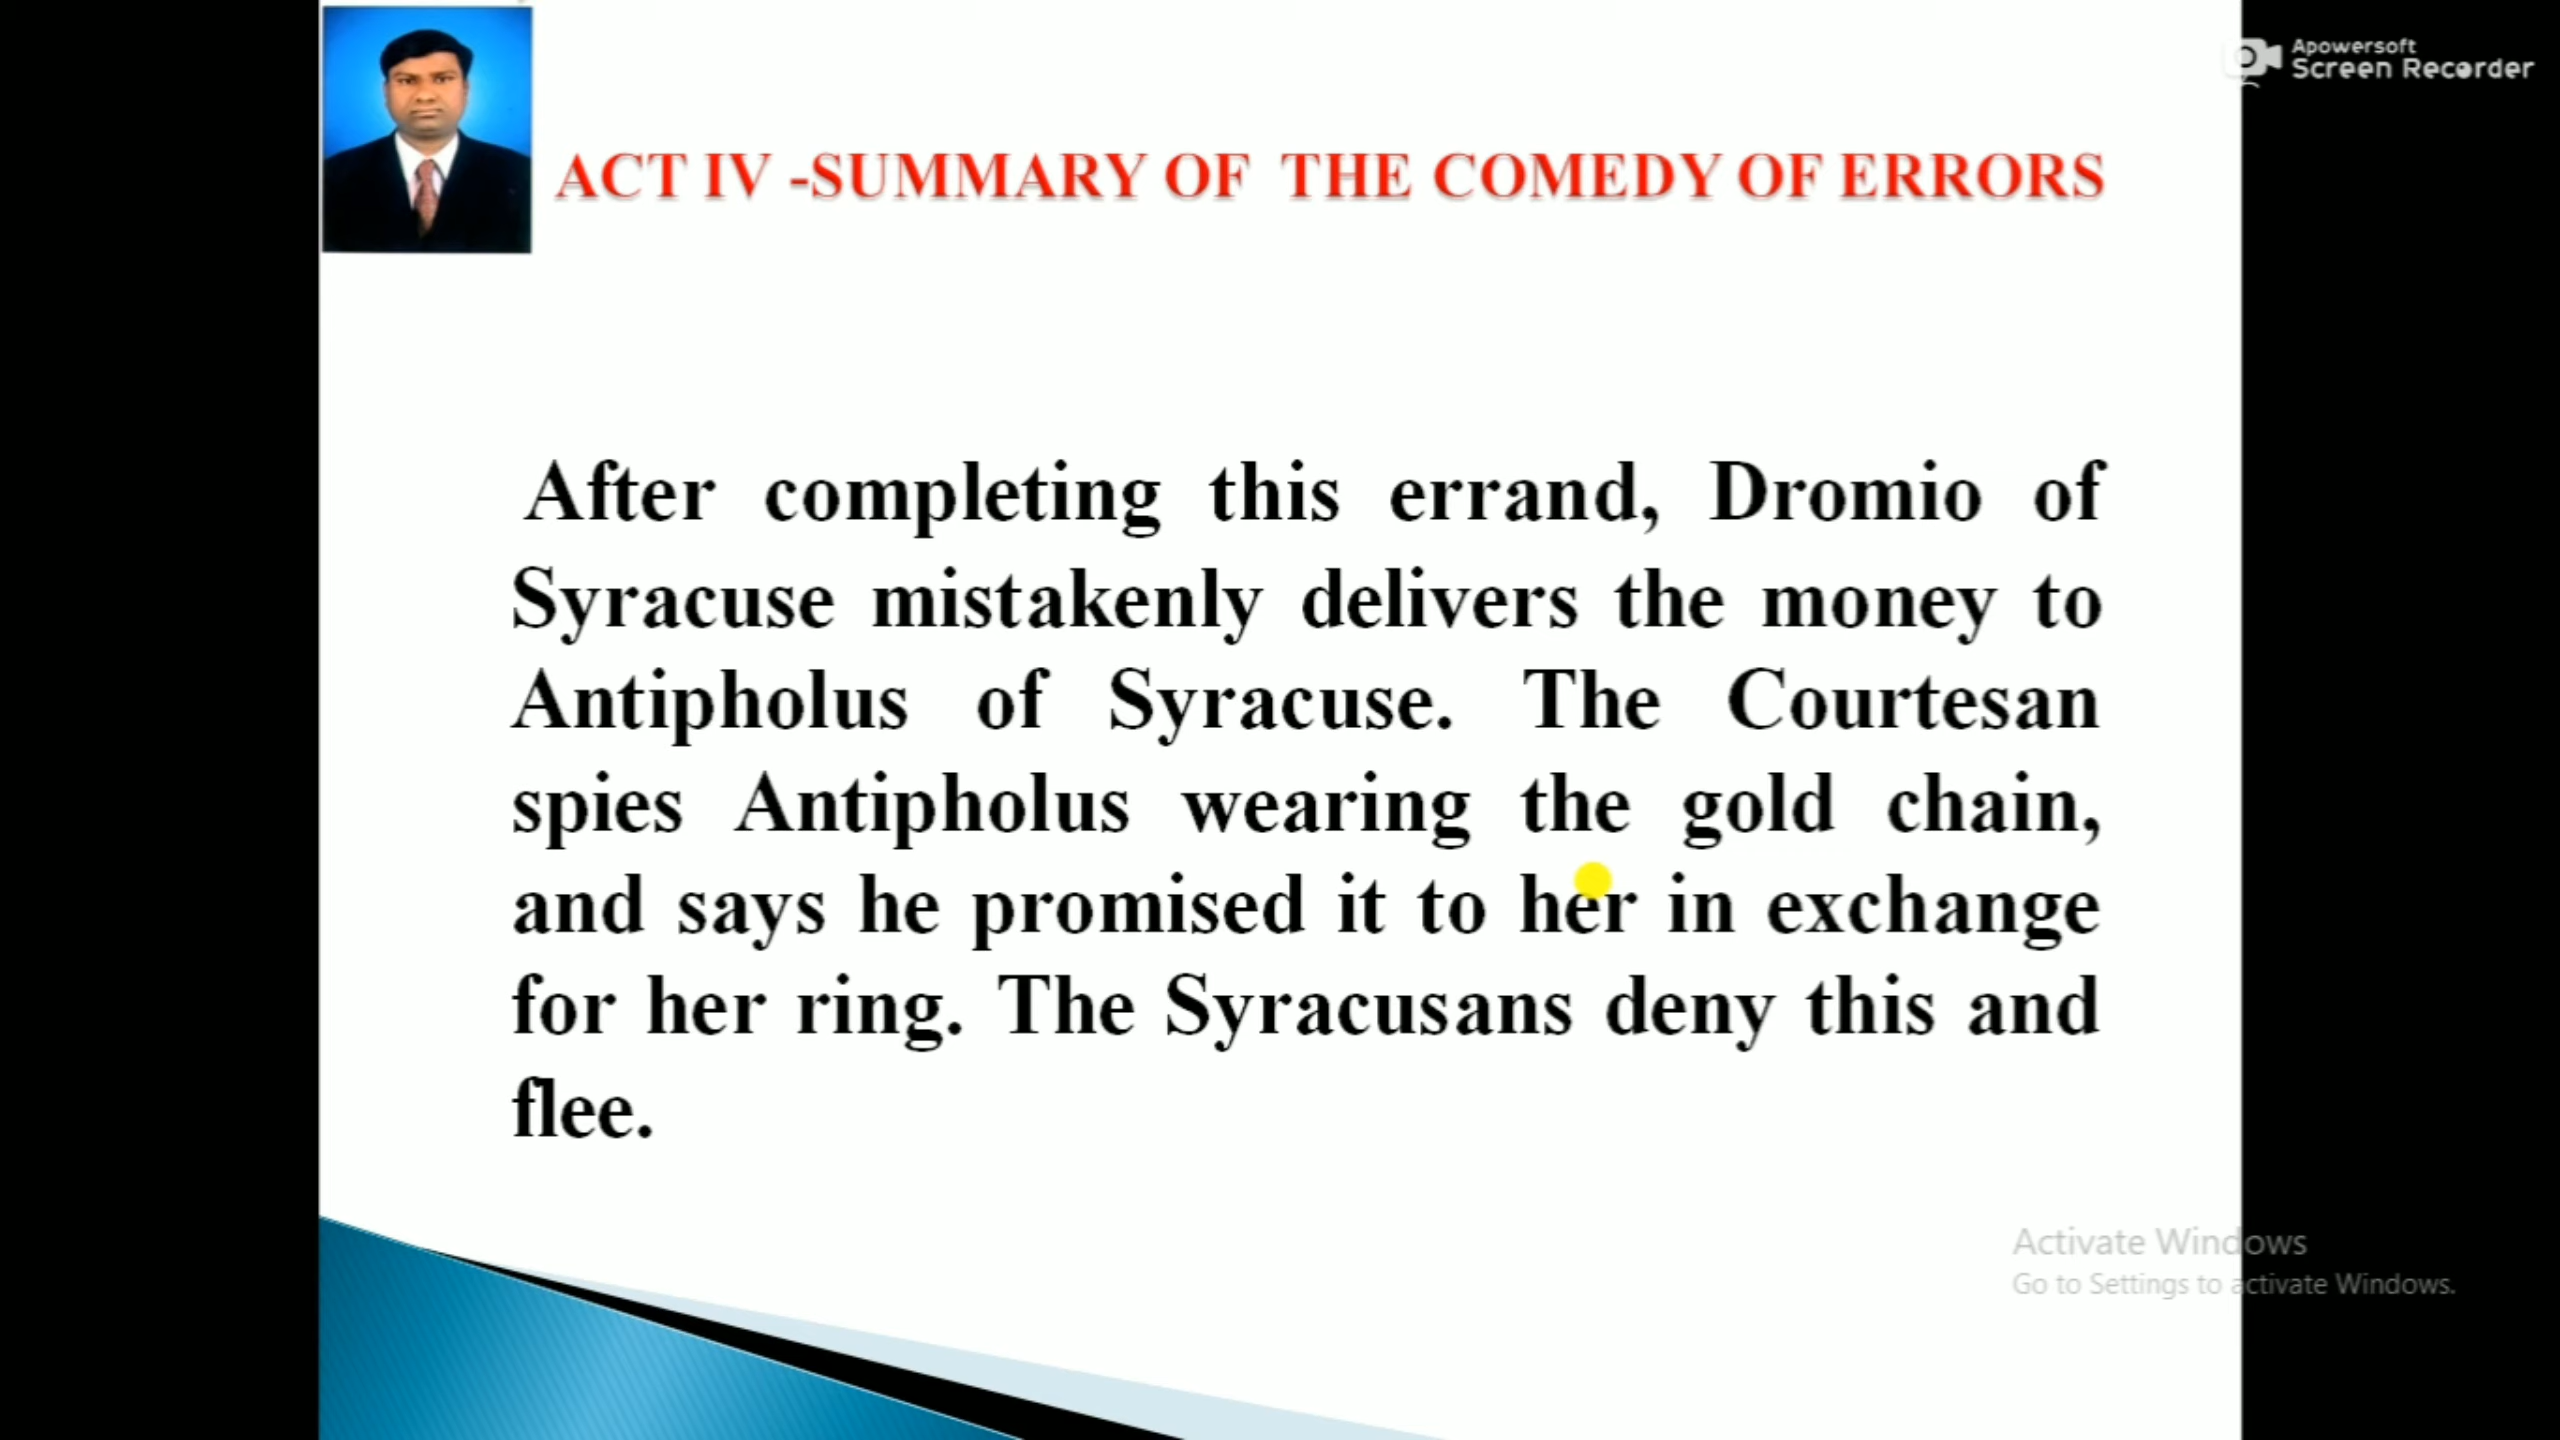 Apowersoft
Screen Recorder
ACT IV -SUMMARY OF THE COMEDY OF ERRORS
After completing this errand, Dromio of
Syracuse mistakenly delivers the money to
Antipholus of Syracuse. The Courtesan
spies Antipholus wearing the gold chain,
and says he promised it to her in exchange
for her ring. The Syracusans deny this and
flee.
Activate Windows
Go to Settings to activate Windows.